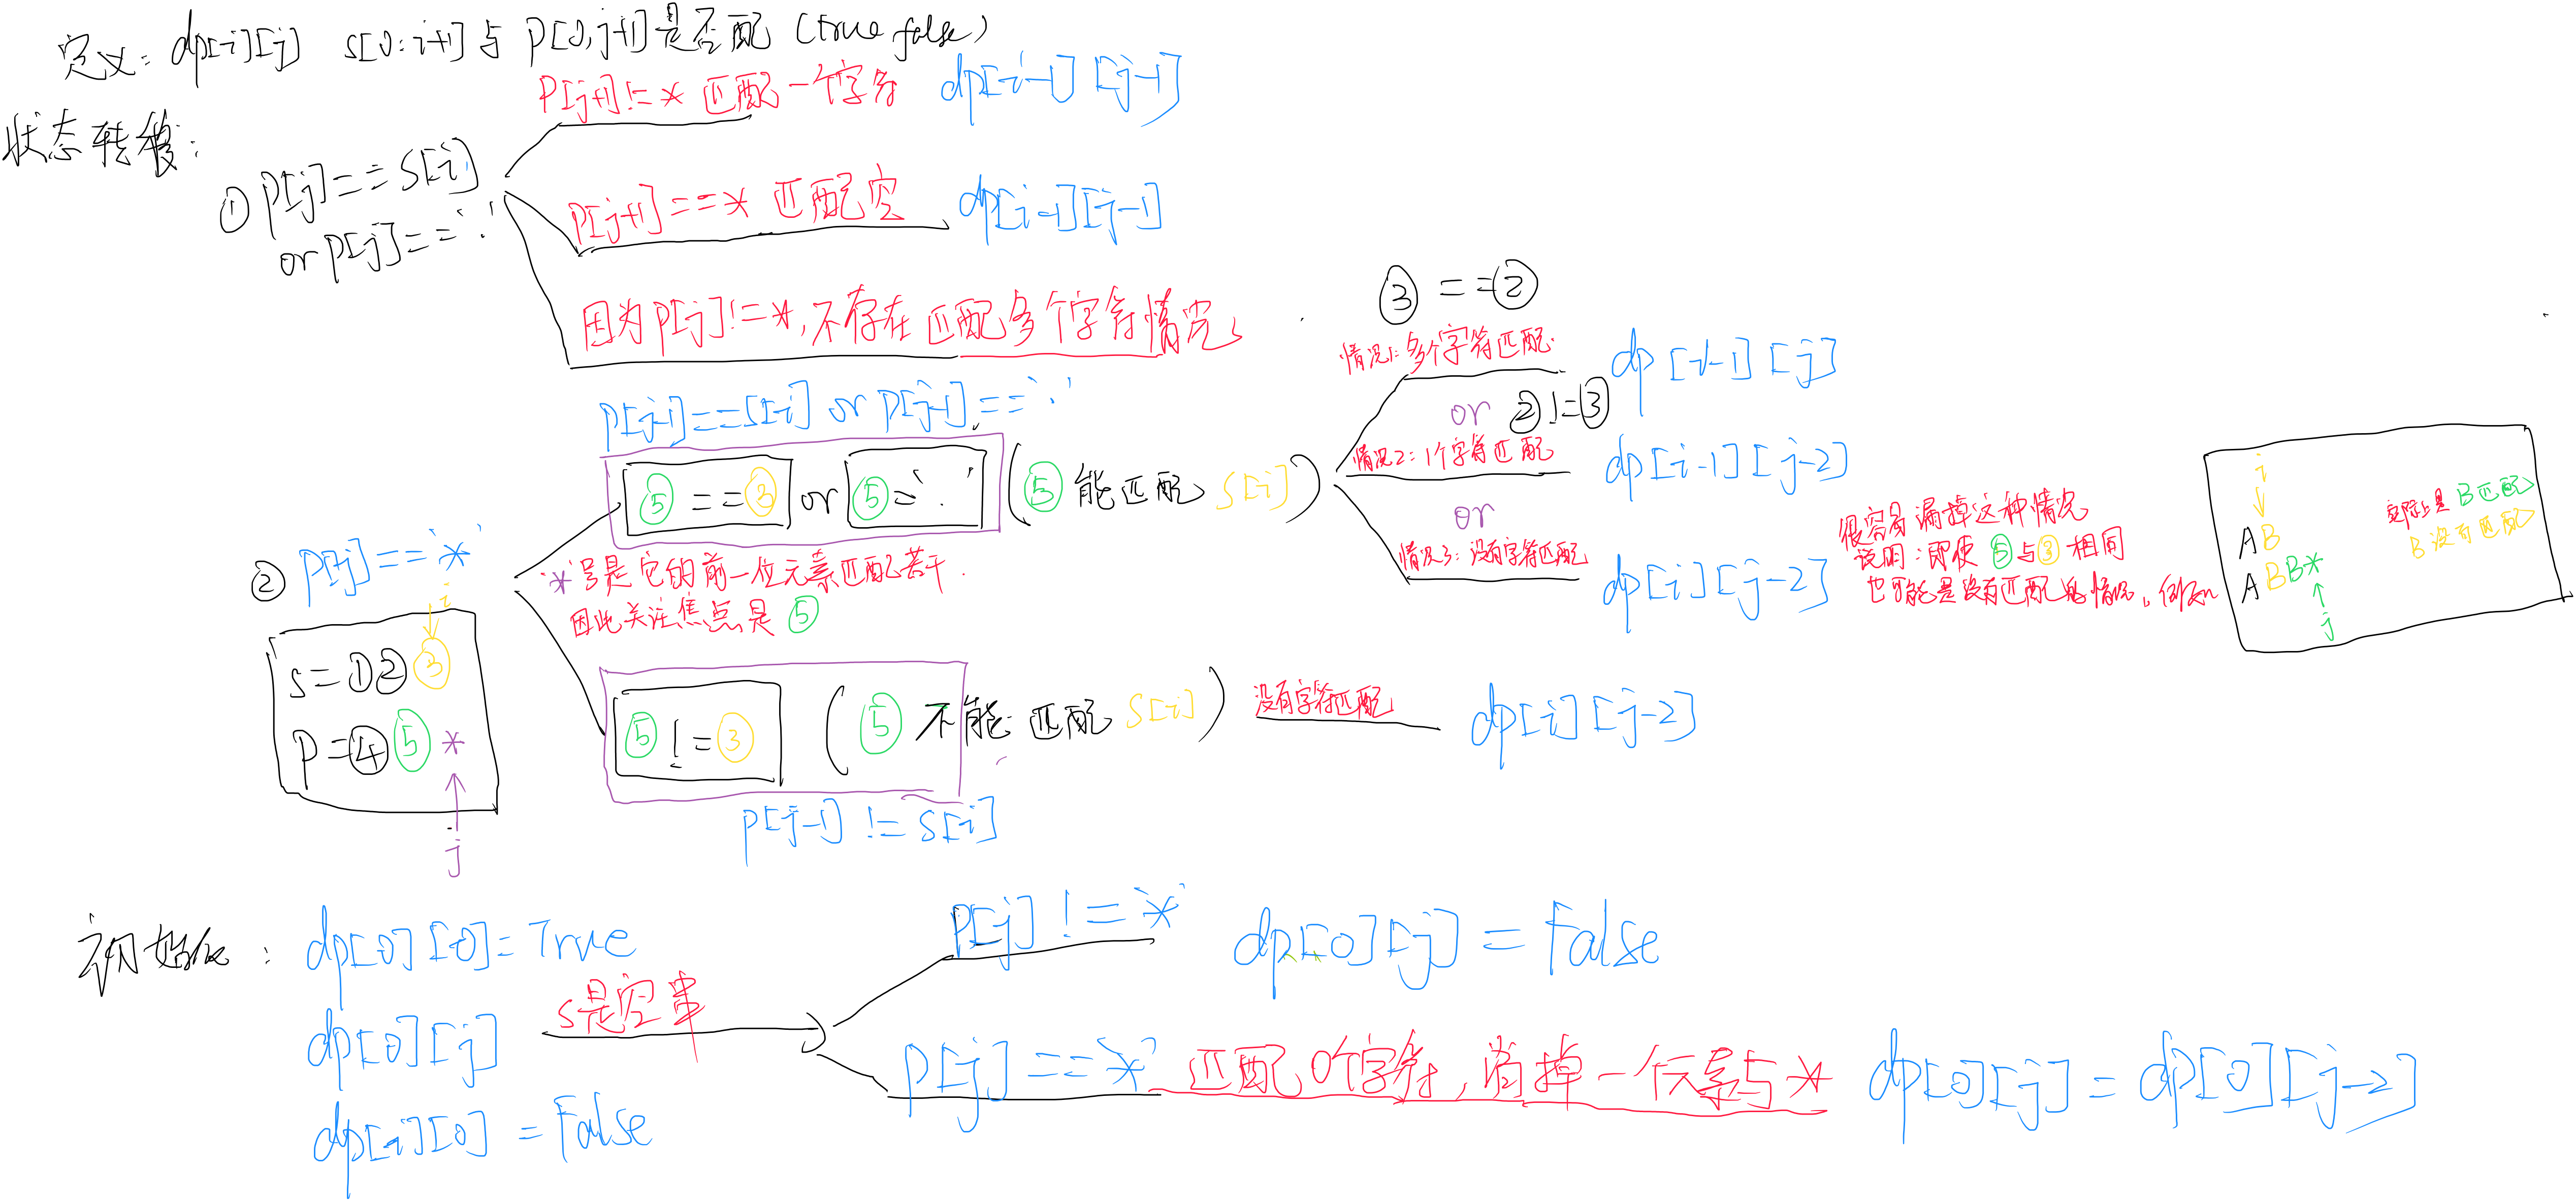 定义: dp[i][j] s[0:i+1]与 p[0,j+1]是否匹配 (true false)
状态转移:
① p[j]==s[i]
or p[j]=='.'
p[j+1]!=* 匹配一个字符 dp[i-1][j-1]
p[j+1]==* 匹配空 dp[i-1][j-1]
因为p[j]!=*,不存在匹配多个字符情况。
② p[j]=='*'
i
s=①②③
p=④⑤*
j
p[j-1]==s[i] or p[j-1]=='.'
⑤==③ or ⑤='.' (⑤能匹配 s[i])
'*'号是它的前一位元素匹配若干.
因此关注焦点是⑤
③==②
情况1:多个字符匹配. dp[i-1][j]
or ②!=③
情况2:1个字符匹配 dp[i-1][j-2]
or
情况3:没有字符匹配 dp[i][j-2]
很容易漏掉这种情况
说明:即使⑤与③相同
也可能是没有匹配的情况。例如
i
AB
ABB*
j
实际上是B匹配
B没有匹配
⑤!=③ (⑤不能匹配 s[i]) 没有字符匹配 dp[i][j-2]
p[j-1]!=s[i]
初始化: dp[0][0]=True
dp[0][j] s是空串
p[j]!='*' dp[0][j]=False
p[j]=='*' 匹配0个字符,消掉一个元素与* dp[0][j]=dp[0][j-2]
dp[i][0]=False